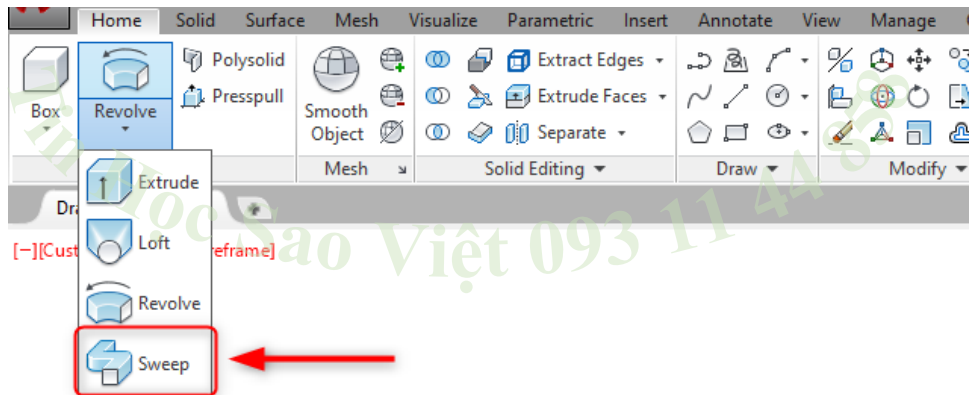 Home Solid Surface Mesh Visualize Parametric Insert Annotate View Manage
Polysolid Extract Edges
Box Revolve Presspull Smooth Object Extrude Faces
Separate
Mesh Solid Editing Draw Modify
Extrude
Loft
[−][Cust reframe]
Revolve
Sweep
Tin Học Sao Việt 093 11 44 858